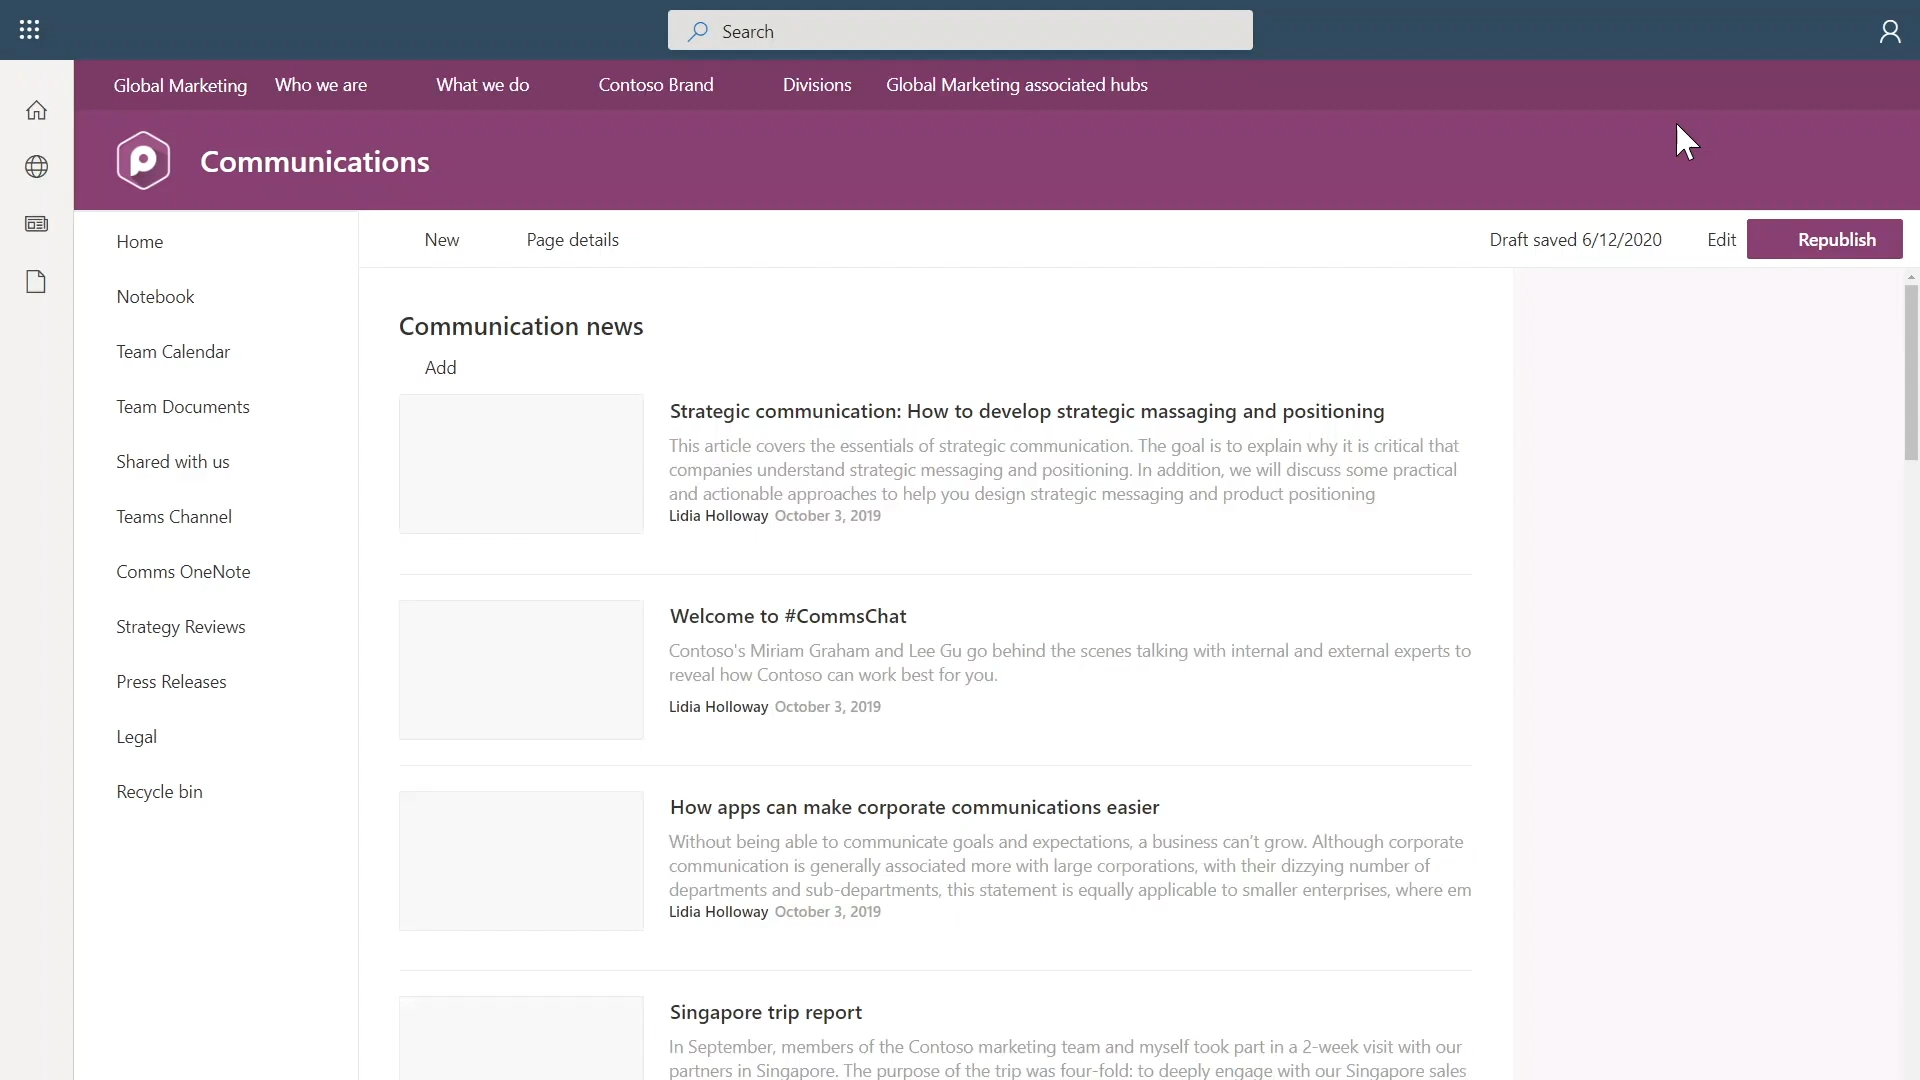 Search
Global Marketing
Who we are
What we do
Contoso Brand
Divisions
Global Marketing associated hubs
Communications
Home
Notebook
Team Calendar
Team Documents
Shared with us
Teams Channel
Comms OneNote
Strategy Reviews
Press Releases
Legal
Recycle bin
New
Page details
Draft saved 6/12/2020
Edit
Republish
Communication news
Add
Strategic communication: How to develop strategic massaging and positioning
This article covers the essentials of strategic communication. The goal is to explain why it is critical that
companies understand strategic messaging and positioning. In addition, we will discuss some practical
and actionable approaches to help you design strategic messaging and product positioning
Lidia Holloway October 3, 2019
Welcome to #CommsChat
Contoso's Miriam Graham and Lee Gu go behind the scenes talking with internal and external experts to
reveal how Contoso can work best for you.
Lidia Holloway October 3, 2019
How apps can make corporate communications easier
Without being able to communicate goals and expectations, a business can't grow. Although corporate
communication is generally associated more with large corporations, with their dizzying number of
departments and sub-departments, this statement is equally applicable to smaller enterprises, where em
Lidia Holloway October 3, 2019
Singapore trip report
In September, members of the Contoso marketing team and myself took part in a 2-week visit with our
partners in Singapore. The purpose of the trip was four-fold: to deeply engage with our Singapore sales